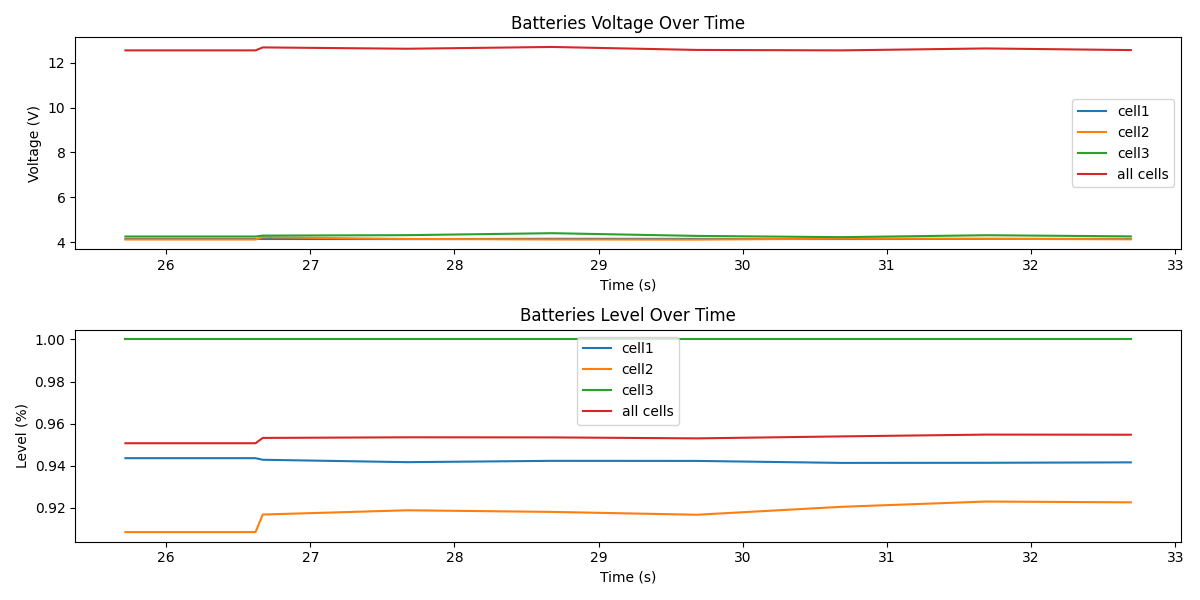 Batteries Voltage Over Time
Voltage (V)
12
10
8
6
4
cell1
cell2
cell3
all cells
26 27 28 29 30 31 32 33
Time (s)
Batteries Level Over Time
Level (%)
1.00
0.98
0.96
0.94
0.92
cell1
cell2
cell3
all cells
26 27 28 29 30 31 32 33
Time (s)